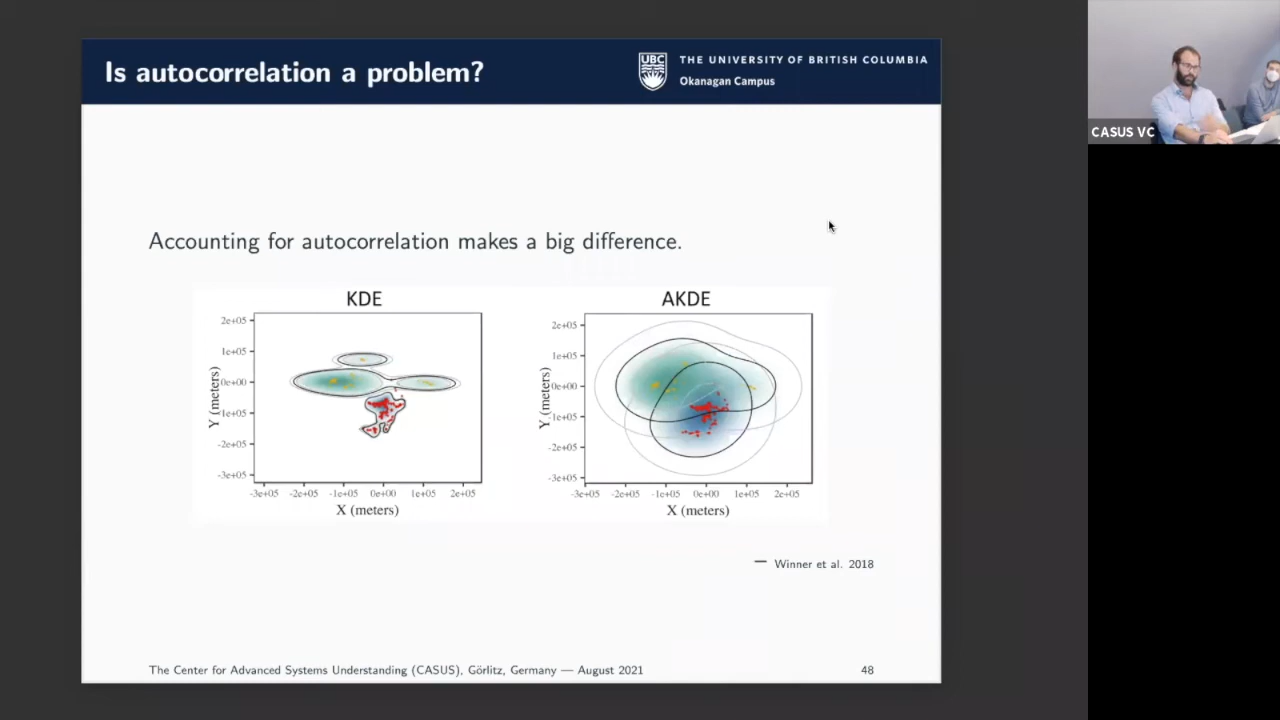 Is autocorrelation a problem?
UBC
THE UNIVERSITY OF BRITISH COLUMBIA
Okanagan Campus
CASUS VC
Accounting for autocorrelation makes a big difference.
KDE
2e+05
1e+05
0e+00
-1e+05
-2e+05
-3e+05
Y (meters)
-3e+05 -2e+05 -1e+05 0e+00 1e+05 2e+05
X (meters)
AKDE
2e+05
1e+05
0e+00
-1e+05
-2e+05
-3e+05
Y (meters)
-3e+05 -2e+05 -1e+05 0e+00 1e+05 2e+05
X (meters)
— Winner et al. 2018
The Center for Advanced Systems Understanding (CASUS), Görlitz, Germany — August 2021
48